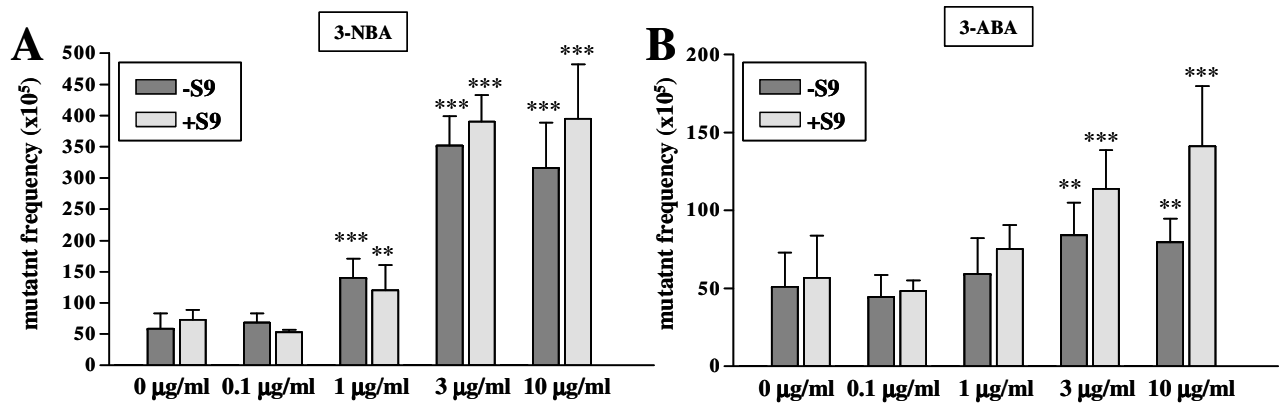 A
3-NBA
mutatnt frequency (x10⁵)
500
450
400
350
300
250
200
150
100
50
0
-S9
+S9
*** **
*** ***
*** ***
0 µg/ml 0.1 µg/ml 1 µg/ml 3 µg/ml 10 µg/ml
B
3-ABA
mutatnt frequency (x10⁵)
200
150
100
50
0
-S9
+S9
** ***
** ***
0 µg/ml 0.1 µg/ml 1 µg/ml 3 µg/ml 10 µg/ml